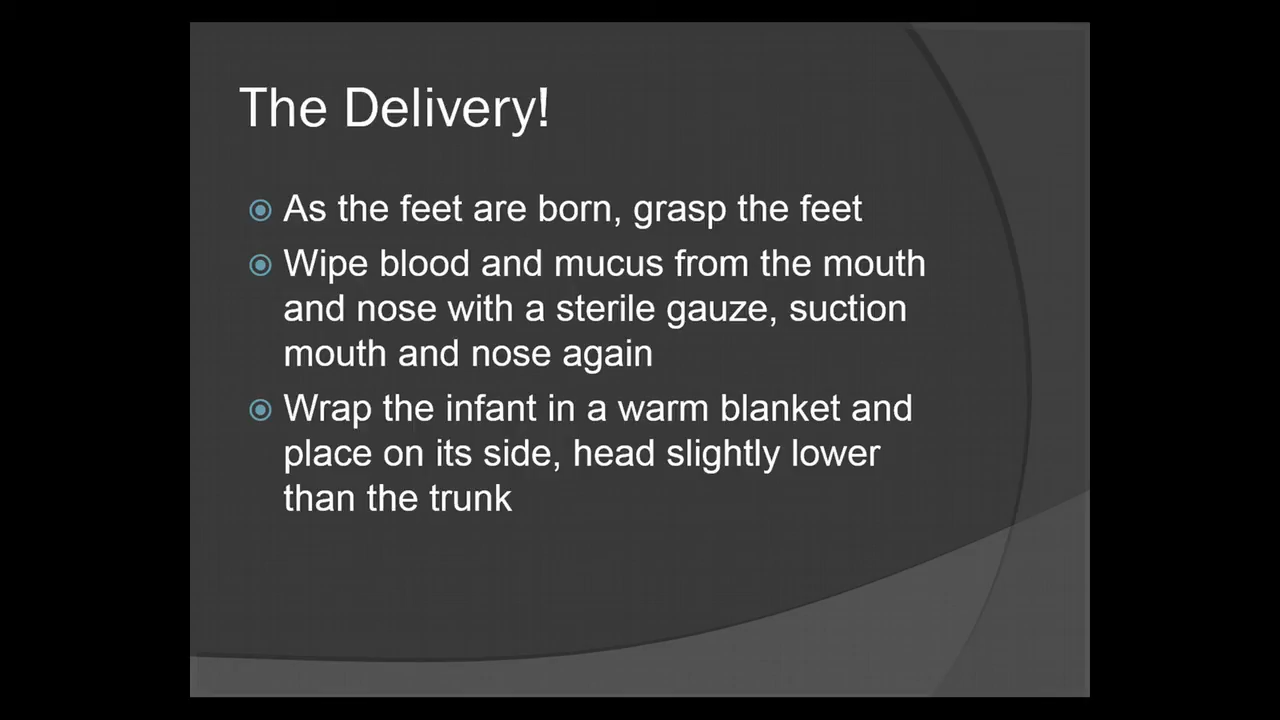 The Delivery!
As the feet are born, grasp the feet
Wipe blood and mucus from the mouth
and nose with a sterile gauze, suction
mouth and nose again
Wrap the infant in a warm blanket and
place on its side, head slightly lower
than the trunk